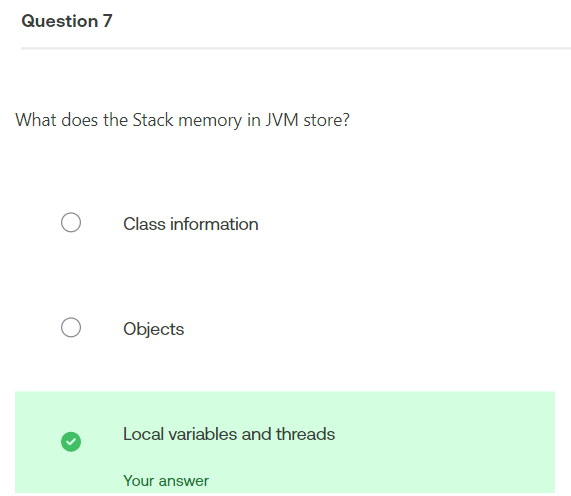 Question 7
What does the Stack memory in JVM store?
Class information
Objects
Local variables and threads
Your answer